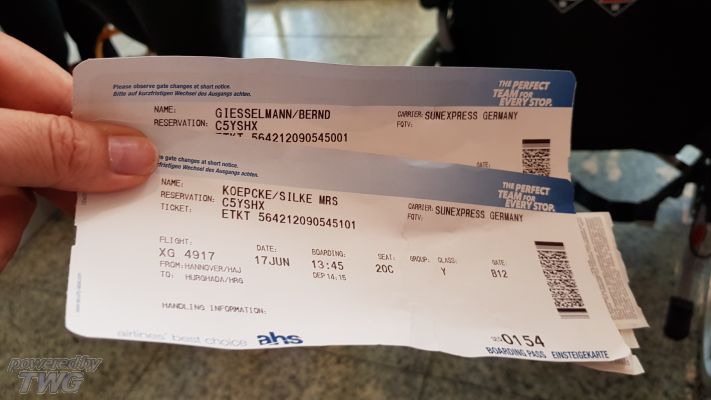 Please observe gate changes at short notice.
Bitte auf kurzfristigen Wechsel des Ausgangs achten.
THE PERFECT
TEAM FOR
EVERY STOP.
NAME: GIESSELMANN/BERND
CARRIER: SUNEXPRESS GERMANY
RESERVATION: C5YSHX
FQTV:
ETKT 564212090545001
DATE:
gate changes at short notice.
kurzfristigen Wechsel des Ausgangs achten.
THE PERFECT
TEAM FOR
EVERY STOP.
NAME: KOEPCKE/SILKE MRS
CARRIER: SUNEXPRESS GERMANY
RESERVATION: C5YSHX
FQTV:
TICKET: ETKT 564212090545101
FLIGHT: DATE: BOARDING: SEAT: GROUP: CLASS: GATE:
XG 4917 17JUN 13:45 20C Y B12
FROM: HANNOVER/HAJ DEP 14.15
TO: HURGHADA/HRG
HANDLING INFORMATION:
airlines' best choice ahs
SEQ 0154
BOARDING PASS EINSTEIGEKARTE
powered by
TWG